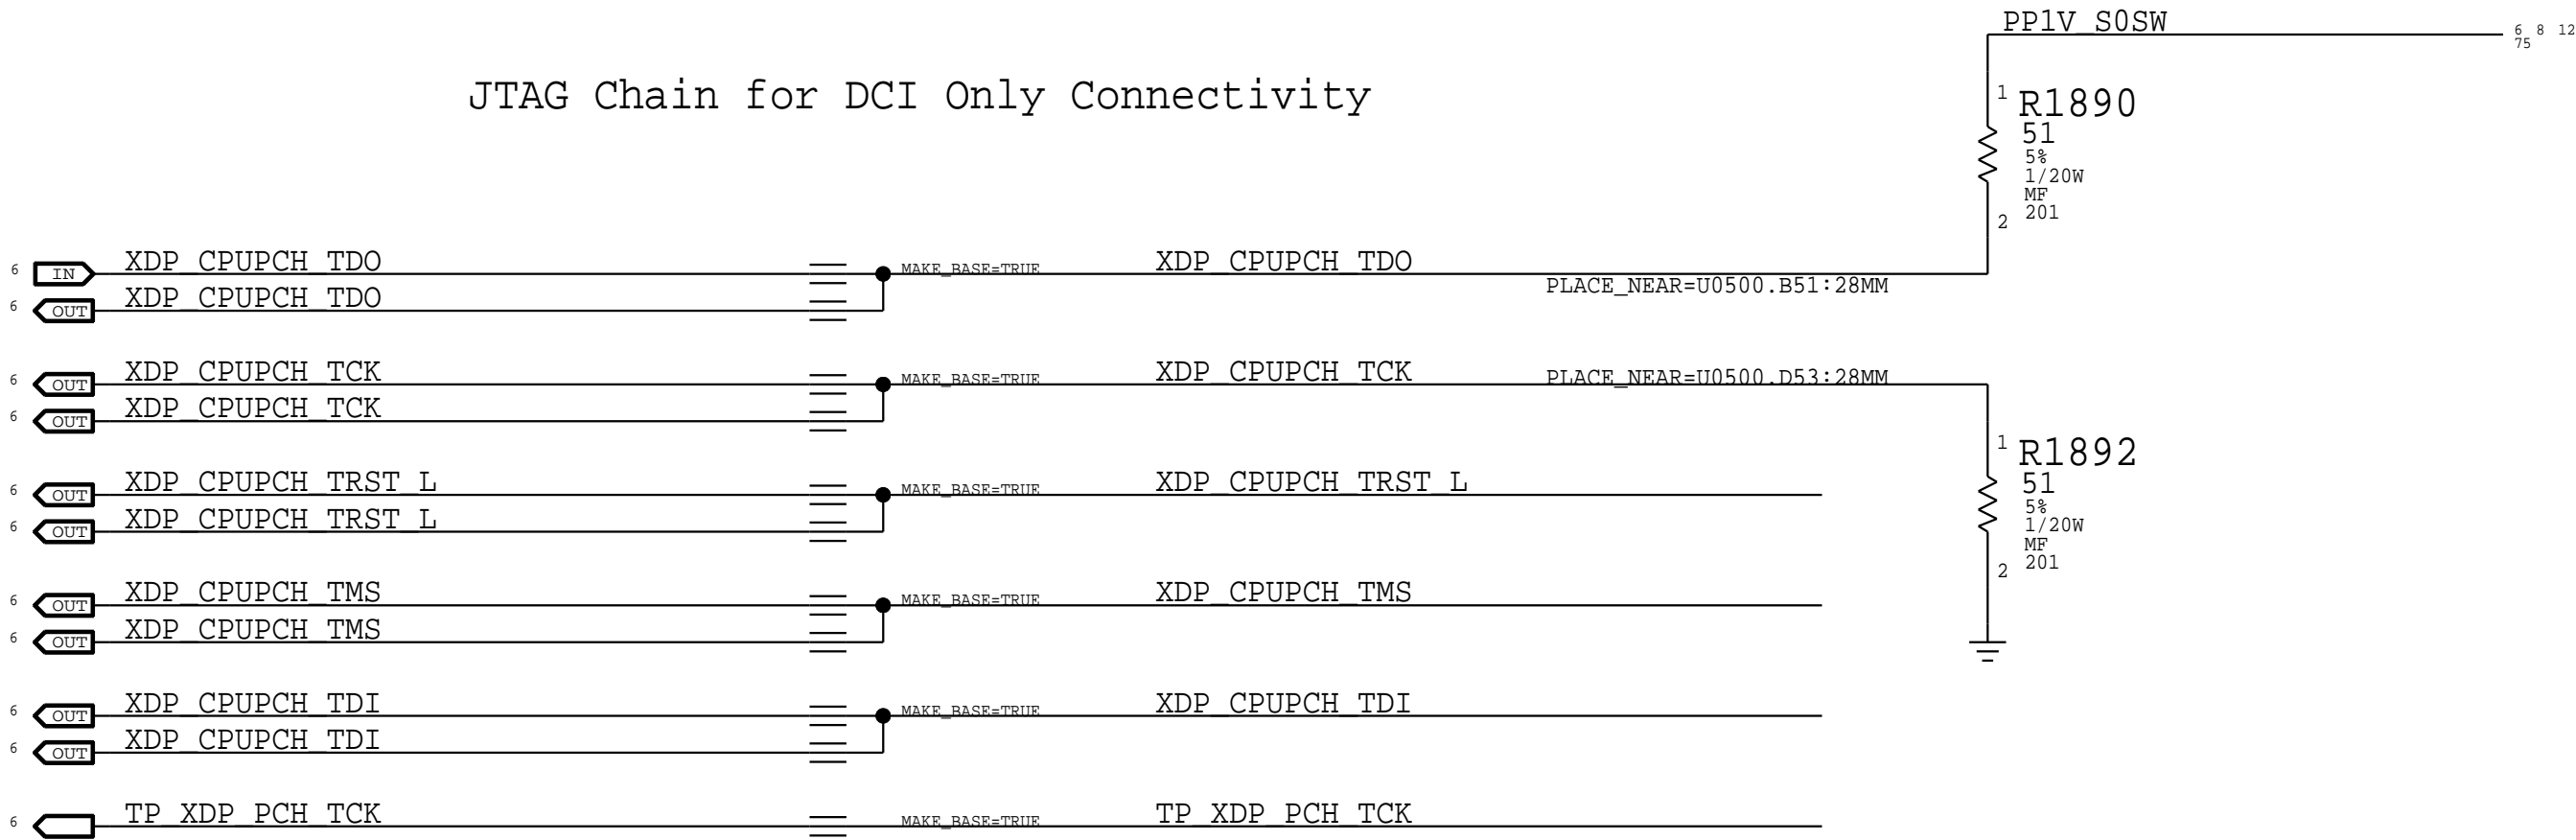 PP1V_S0SW
6 8 12
75
JTAG Chain for DCI Only Connectivity
1
R1890
51
5%
1/20W
MF
201
2
6 IN XDP_CPUPCH_TDO MAKE_BASE=TRUE XDP_CPUPCH_TDO
PLACE_NEAR=U0500.B51:28MM
6 OUT XDP_CPUPCH_TDO
6 OUT XDP_CPUPCH_TCK MAKE_BASE=TRUE XDP_CPUPCH_TCK PLACE_NEAR=U0500.D53:28MM
6 OUT XDP_CPUPCH_TCK
1
R1892
51
5%
1/20W
MF
201
2
6 OUT XDP_CPUPCH_TRST_L MAKE_BASE=TRUE XDP_CPUPCH_TRST_L
6 OUT XDP_CPUPCH_TRST_L
6 OUT XDP_CPUPCH_TMS MAKE_BASE=TRUE XDP_CPUPCH_TMS
6 OUT XDP_CPUPCH_TMS
6 OUT XDP_CPUPCH_TDI MAKE_BASE=TRUE XDP_CPUPCH_TDI
6 OUT XDP_CPUPCH_TDI
6 TP_XDP_PCH_TCK MAKE_BASE=TRUE TP_XDP_PCH_TCK